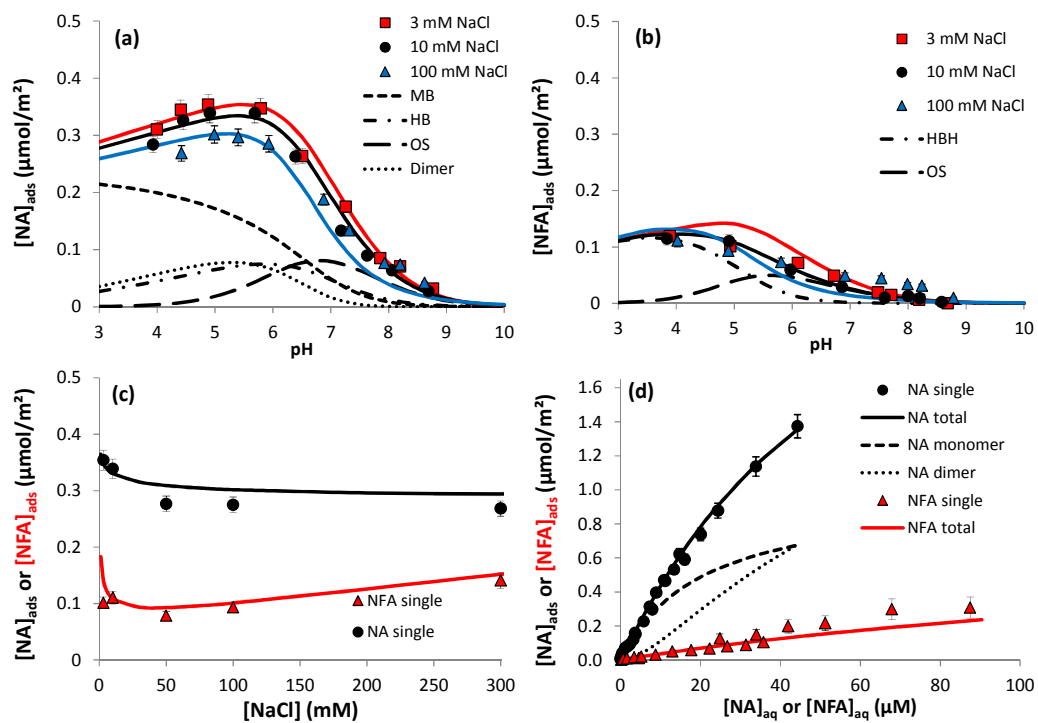 (a)
3 mM NaCl
10 mM NaCl
100 mM NaCl
MB
HB
OS
Dimer
[NA]ads (µmol/m²)
0.5
0.4
0.3
0.2
0.1
0
3 4 5 6 7 8 9 10
pH
(b)
3 mM NaCl
10 mM NaCl
100 mM NaCl
HBH
OS
[NFA]ads (µmol/m²)
0.5
0.4
0.3
0.2
0.1
0
3 4 5 6 7 8 9 10
pH
(c)
NFA single
NA single
[NA]ads or [NFA]ads (µmol/m²)
0.5
0.4
0.3
0.2
0.1
0
0 50 100 150 200 250 300
[NaCl] (mM)
(d)
NA single
NA total
NA monomer
NA dimer
NFA single
NFA total
[NA]ads or [NFA]ads (µmol/m²)
1.6
1.4
1.2
1.0
0.8
0.6
0.4
0.2
0.0
0 20 40 60 80 100
[NA]aq or [NFA]aq (µM)